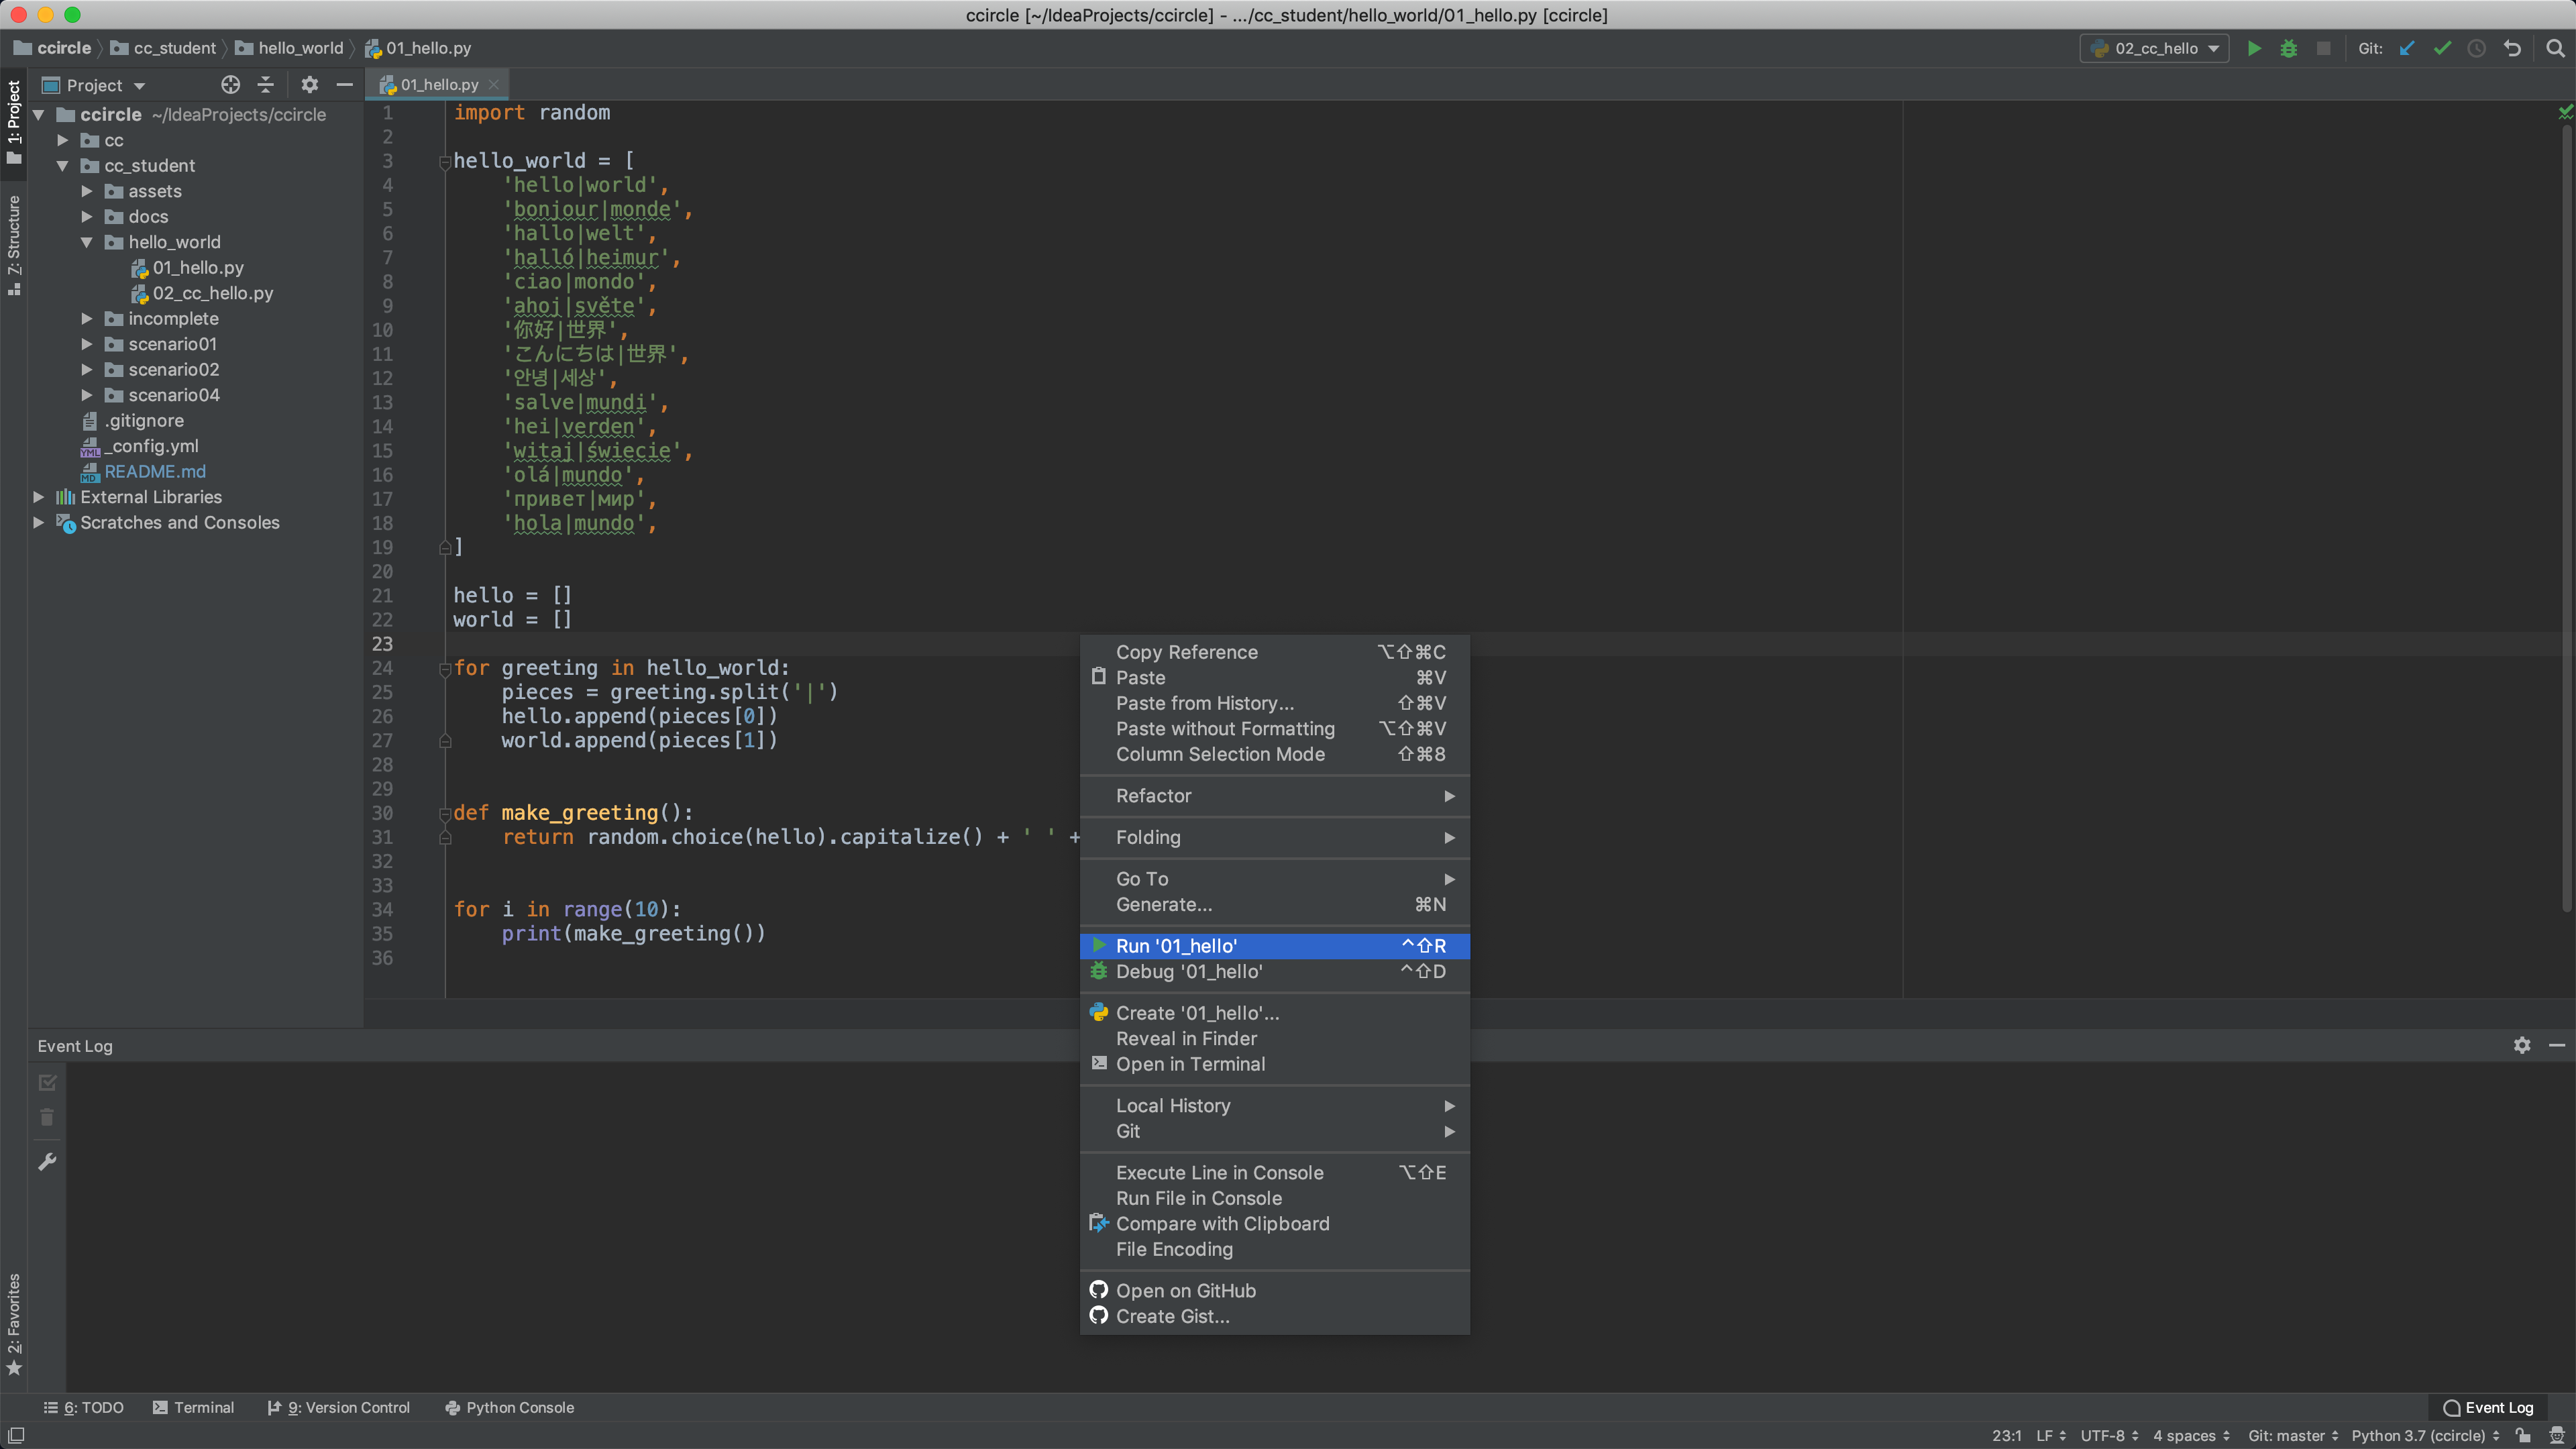 ccircle [~/IdeaProjects/ccircle] - .../cc_student/hello_world/01_hello.py [ccircle]
ccircle cc_student hello_world 01_hello.py
02_cc_hello Git:
1: Project
7: Structure
2: Favorites
Project
ccircle ~/IdeaProjects/ccircle
cc
cc_student
assets
docs
hello_world
01_hello.py
02_cc_hello.py
incomplete
scenario01
scenario02
scenario04
.gitignore
_config.yml
README.md
External Libraries
Scratches and Consoles
01_hello.py
1 import random
2
3 hello_world = [
4 'hello|world',
5 'bonjour|monde',
6 'hallo|welt',
7 'halló|heimur',
8 'ciao|mondo',
9 'ahoj|světe',
10 '你好|世界',
11 'こんにちは|世界',
12 '안녕|세상',
13 'salve|mundi',
14 'hei|verden',
15 'witaj|świecie',
16 'olá|mundo',
17 'привет|мир',
18 'hola|mundo',
19 ]
20
21 hello = []
22 world = []
23
24 for greeting in hello_world:
25 pieces = greeting.split('|')
26 hello.append(pieces[0])
27 world.append(pieces[1])
28
29
30 def make_greeting():
31 return random.choice(hello).capitalize() + ' ' +
32
33
34 for i in range(10):
35 print(make_greeting())
36
Copy Reference ⌥⇧⌘C
Paste ⌘V
Paste from History... ⇧⌘V
Paste without Formatting ⌥⇧⌘V
Column Selection Mode ⇧⌘8
Refactor
Folding
Go To
Generate... ⌘N
Run '01_hello' ^⇧R
Debug '01_hello' ^⇧D
Create '01_hello'...
Reveal in Finder
Open in Terminal
Local History
Git
Execute Line in Console ⌥⇧E
Run File in Console
Compare with Clipboard
File Encoding
Open on GitHub
Create Gist...
Event Log
6: TODO Terminal 9: Version Control Python Console Event Log
23:1 LF UTF-8 4 spaces Git: master Python 3.7 (ccircle)